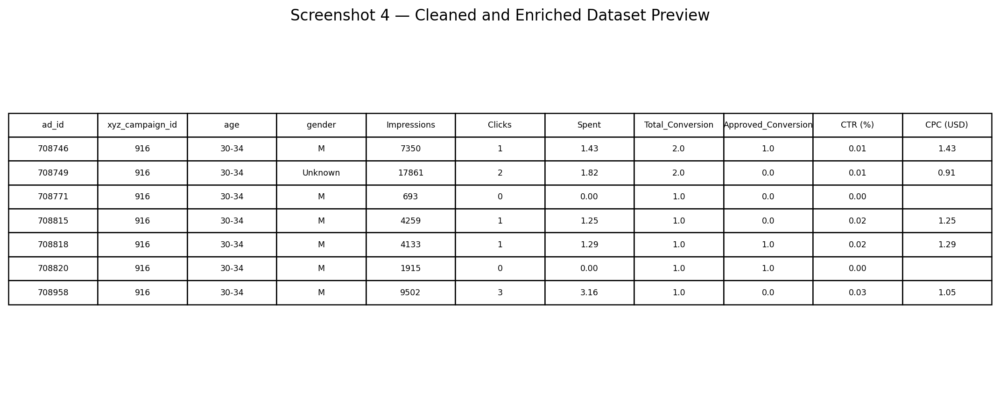 Screenshot 4 — Cleaned and Enriched Dataset Preview
ad_id xyz_campaign_id age gender Impressions Clicks Spent Total_Conversion Approved_Conversion CTR (%) CPC (USD)
708746 916 30-34 M 7350 1 1.43 2.0 1.0 0.01 1.43
708749 916 30-34 Unknown 17861 2 1.82 2.0 0.0 0.01 0.91
708771 916 30-34 M 693 0 0.00 1.0 0.0 0.00
708815 916 30-34 M 4259 1 1.25 1.0 0.0 0.02 1.25
708818 916 30-34 M 4133 1 1.29 1.0 1.0 0.02 1.29
708820 916 30-34 M 1915 0 0.00 1.0 1.0 0.00
708958 916 30-34 M 9502 3 3.16 1.0 0.0 0.03 1.05